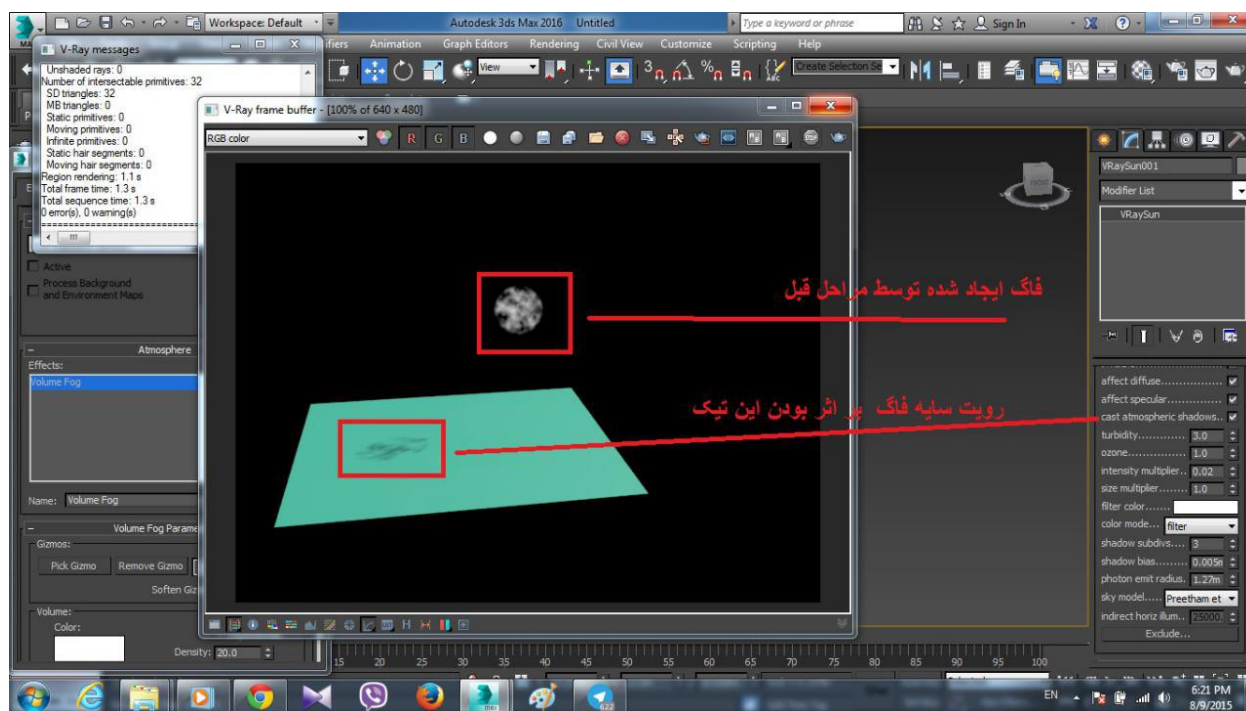 Workspace: Default
Autodesk 3ds Max 2016 Untitled
Type a keyword or phrase
Sign In
Animation Graph Editors Rendering Civil View Customize Scripting Help
View
Create Selection Se
V-Ray messages
Unshaded rays: 0
Number of intersectable primitives: 32
SD triangles: 32
MB triangles: 0
Static primitives: 0
Moving primitives: 0
Infinite primitives: 0
Static hair segments: 0
Moving hair segments: 0
Region rendering: 1.1 s
Total frame time: 1.3 s
Total sequence time: 1.3 s
0 error(s), 0 warning(s)
V-Ray frame buffer - [100% of 640 x 480]
RGB color
R G B
فاگ ایجاد شده توسط مراحل قبل
رویت سایه فاگ بر اثر بودن این تیک
Active
Process Background
and Environment Maps
Atmosphere
Effects:
Volume Fog
Name: Volume Fog
Volume Fog Parame
Gizmos:
Pick Gizmo Remove Gizmo
Soften Giz
Volume:
Color:
Density: 20.0
FRONT
VRaySun001
Modifier List
VRaySun
affect diffuse
affect specular
cast atmospheric shadows..
turbidity 3.0
ozone 1.0
intensity multiplier.. 0.02
size multiplier 1.0
filter color
color mode... filter
shadow subdivs.... 3
shadow bias 0.005m
photon emit radius. 1.27m
sky model..... Preetham et
indirect horiz illum.. 25000.
Exclude...
15 20 25 30 35 40 45 50 55 60 65 70 75 80 85 90 95 100
EN
6:21 PM
8/9/2015